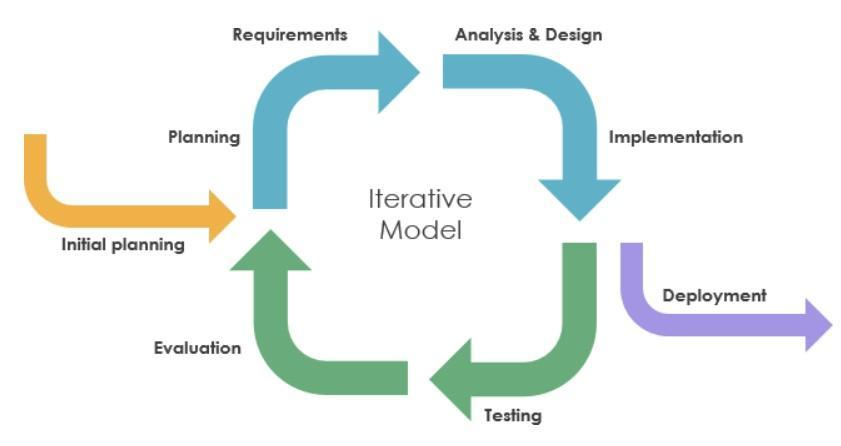 Requirements
Analysis & Design
Planning
Implementation
Iterative
Model
Initial planning
Deployment
Evaluation
Testing